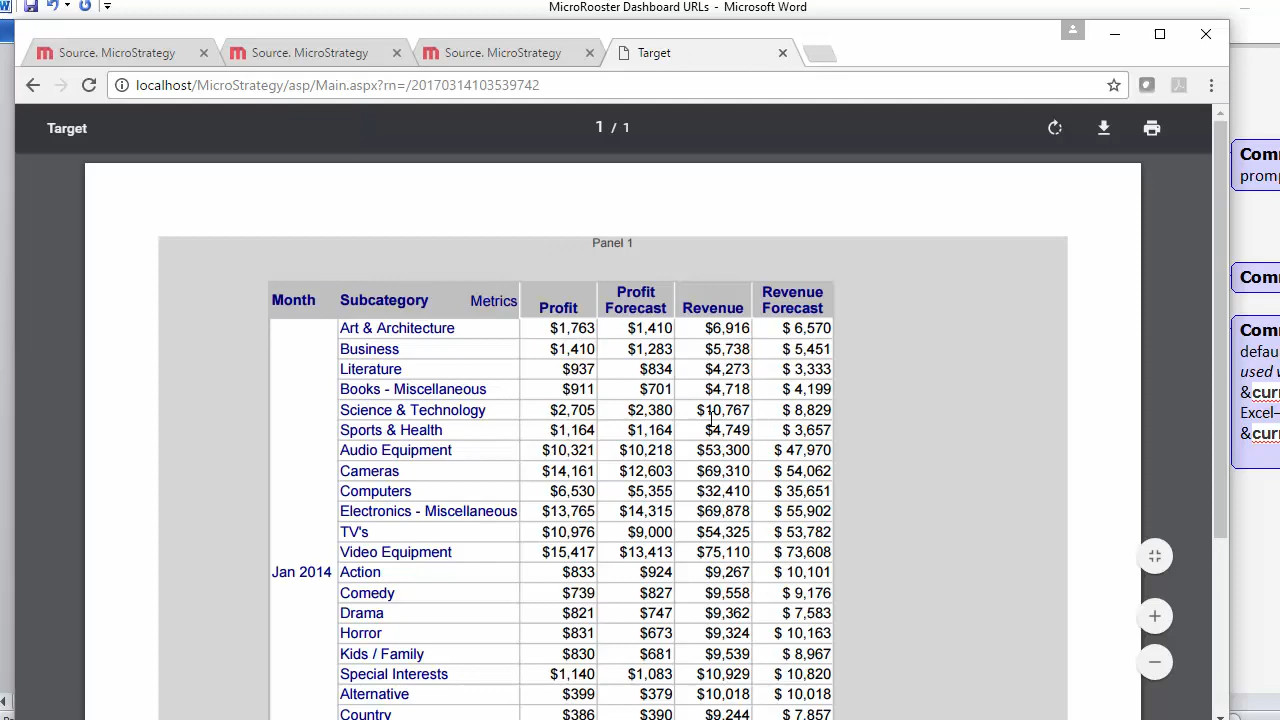 MicroRooster Dashboard URLs - Microsoft Word
Source. MicroStrategy
Source. MicroStrategy
Source. MicroStrategy
Target
localhost/MicroStrategy/asp/Main.aspx?rn=/20170314103539742
Target
1 / 1
Panel 1
Month Subcategory Metrics Profit Profit Forecast Revenue Revenue Forecast
Art & Architecture $1,763 $1,410 $6,916 $ 6,570
Business $1,410 $1,283 $5,738 $ 5,451
Literature $937 $834 $4,273 $ 3,333
Books - Miscellaneous $911 $701 $4,718 $ 4,199
Science & Technology $2,705 $2,380 $10,767 $ 8,829
Sports & Health $1,164 $1,164 $4,749 $ 3,657
Audio Equipment $10,321 $10,218 $53,300 $ 47,970
Cameras $14,161 $12,603 $69,310 $ 54,062
Computers $6,530 $5,355 $32,410 $ 35,651
Electronics - Miscellaneous $13,765 $14,315 $69,878 $ 55,902
TV's $10,976 $9,000 $54,325 $ 53,782
Video Equipment $15,417 $13,413 $75,110 $ 73,608
Jan 2014 Action $833 $924 $9,267 $ 10,101
Comedy $739 $827 $9,558 $ 9,176
Drama $821 $747 $9,362 $ 7,583
Horror $831 $673 $9,324 $ 10,163
Kids / Family $830 $681 $9,539 $ 8,967
Special Interests $1,140 $1,083 $10,929 $ 10,820
Alternative $399 $379 $10,018 $ 10,018
Country $386 $390 $9,244 $ 7,857
Com
promp
Com
Com
defau
used
&curr
Excel–
&curr